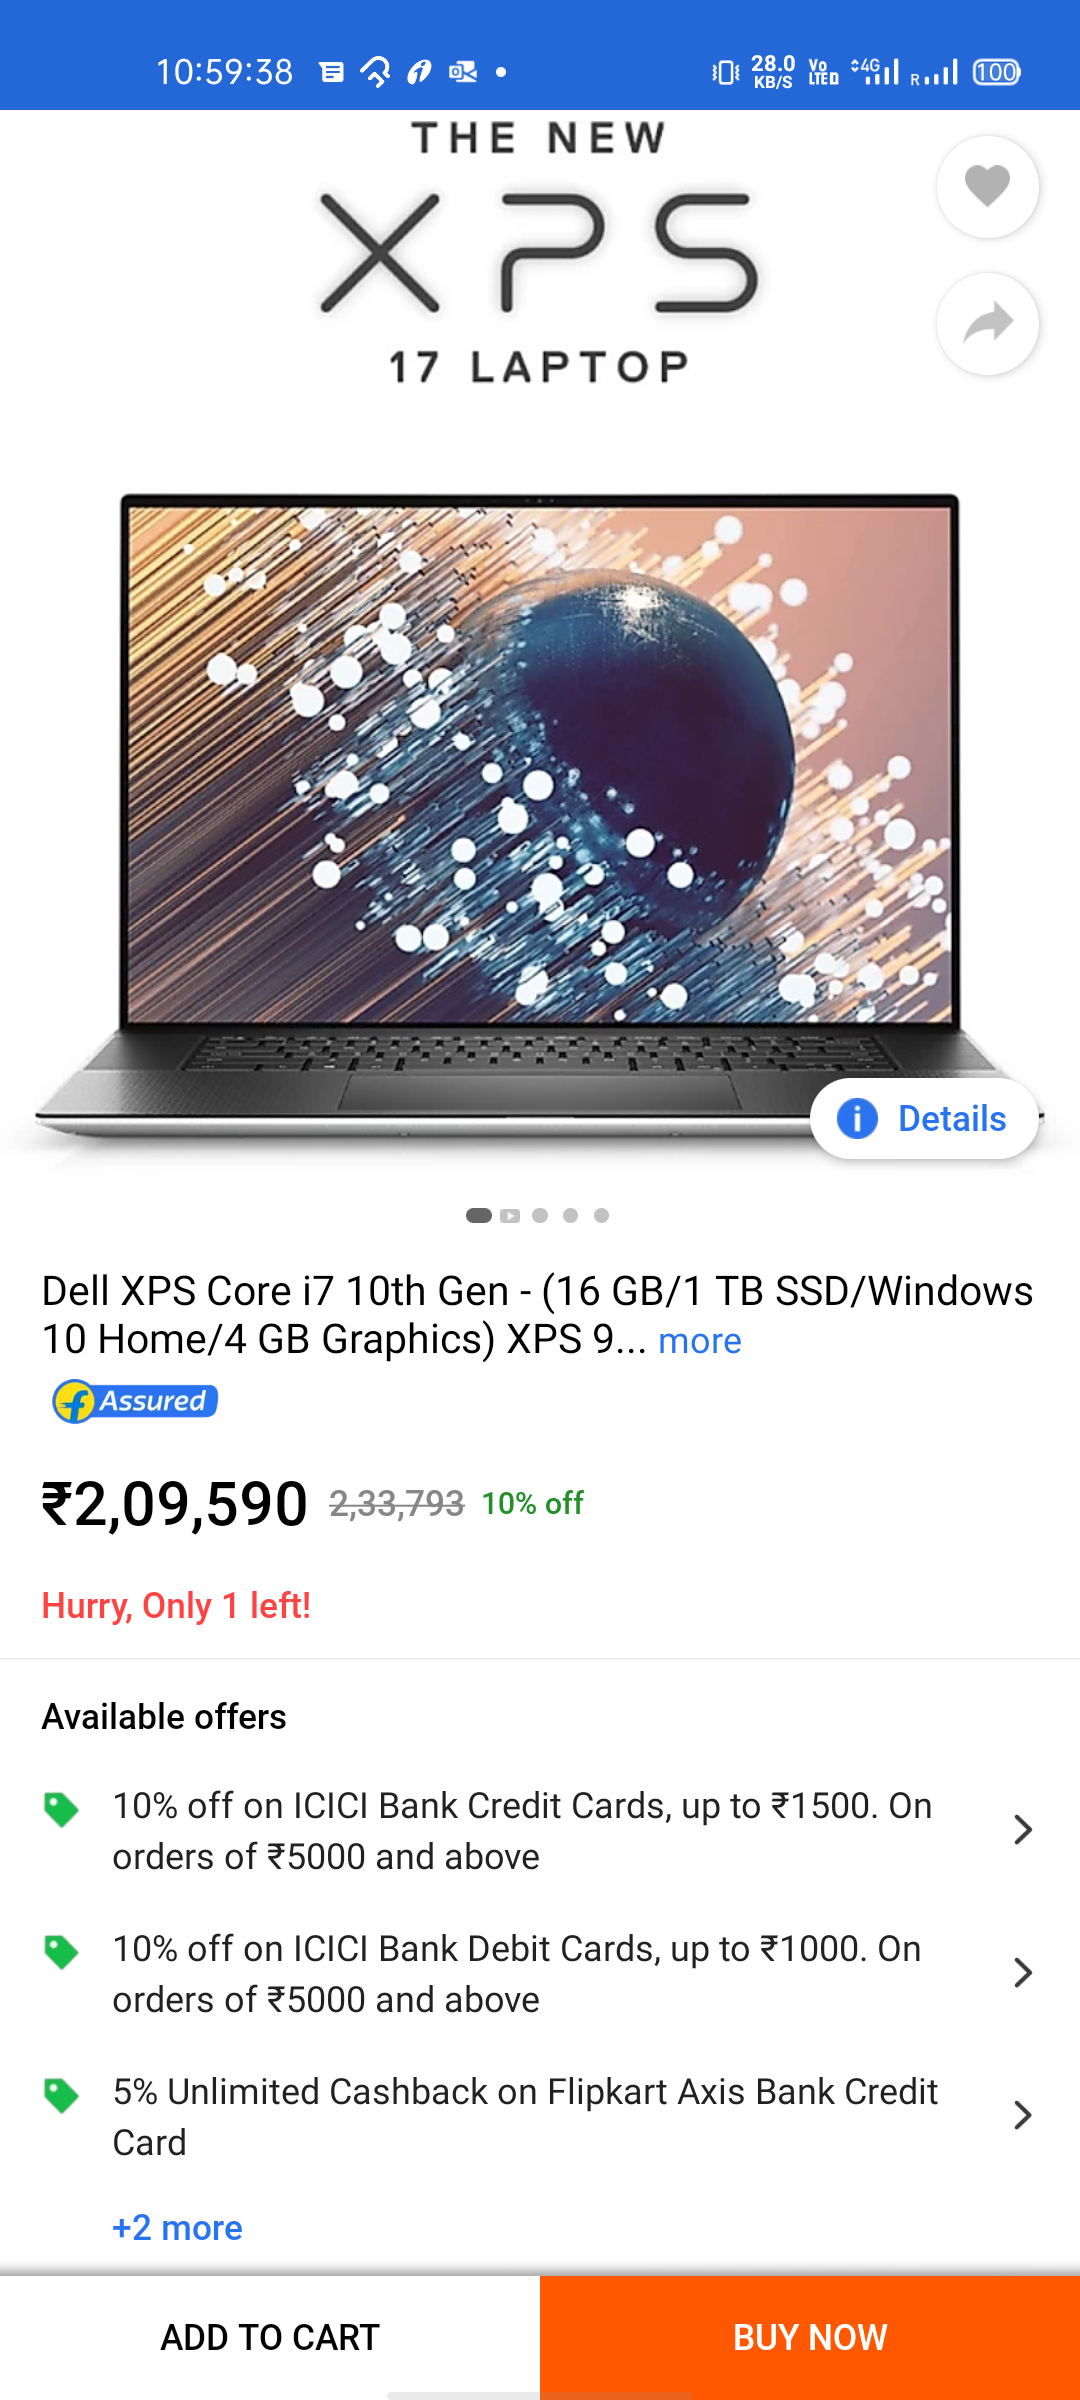 10:59:38
28.0
KB/S
Vo
LTE
4G
R
100
THE NEW
XPS
17 LAPTOP
Details
Dell XPS Core i7 10th Gen - (16 GB/1 TB SSD/Windows
10 Home/4 GB Graphics) XPS 9... more
Assured
₹2,09,590 2,33,793 10% off
Hurry, Only 1 left!
Available offers
10% off on ICICI Bank Credit Cards, up to ₹1500. On
orders of ₹5000 and above
10% off on ICICI Bank Debit Cards, up to ₹1000. On
orders of ₹5000 and above
5% Unlimited Cashback on Flipkart Axis Bank Credit
Card
+2 more
ADD TO CART
BUY NOW